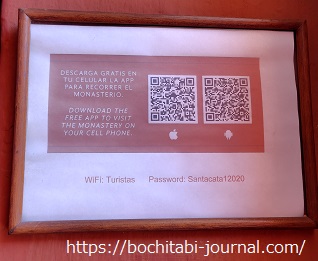 DESCARGA GRATIS EN
TU CELULAR LA APP
PARA RECORRER EL
MONASTERIO.
DOWNLOAD THE
FREE APP TO VISIT
THE MONASTERY ON
YOUR CELL PHONE.
WiFi: Turistas Password: Santacata12020
https://bochitabi-journal.com/